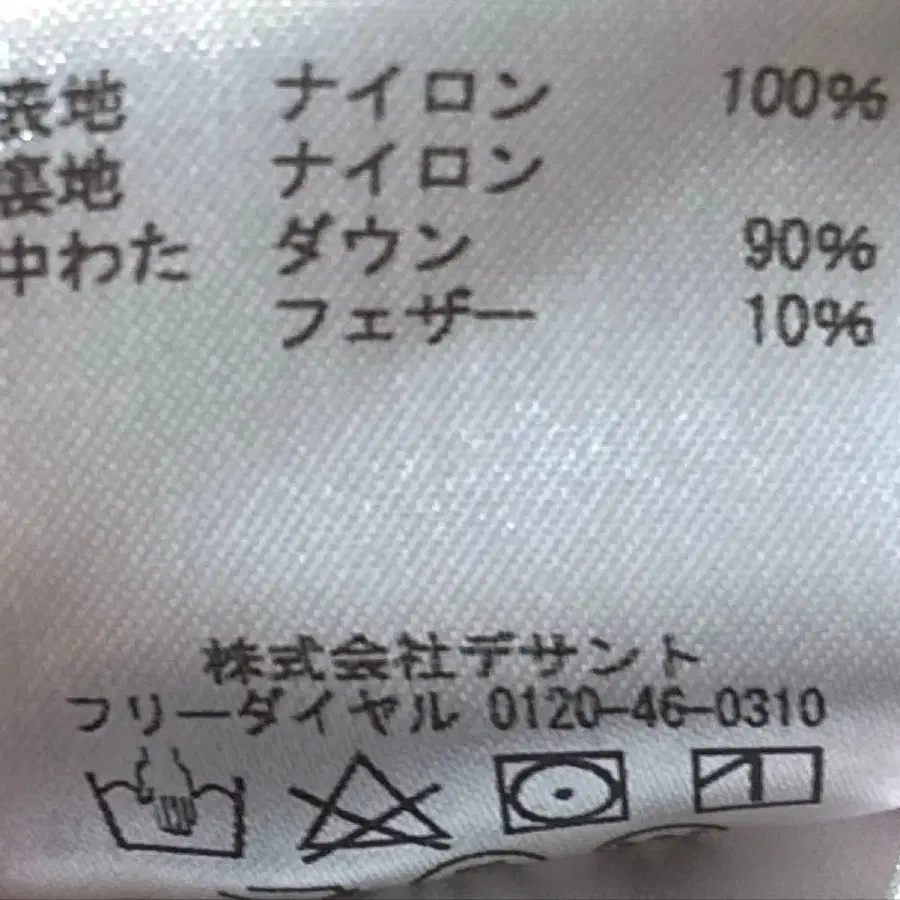 表地 ナイロン 100%
裏地 ナイロン
中わた ダウン 90%
フェザー 10%
株式会社デサント
フリーダイヤル 0120-46-0310